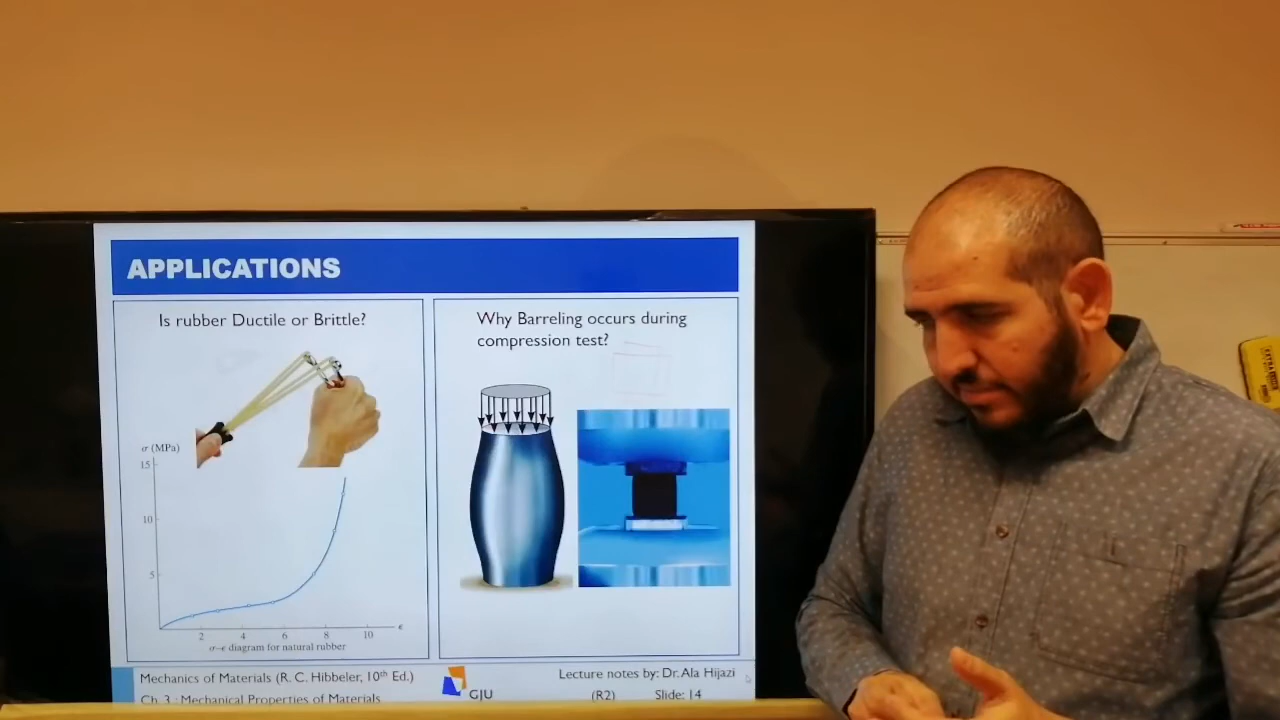 APPLICATIONS
Is rubber Ductile or Brittle?
Why Barreling occurs during
compression test?
σ (MPa)
15
10
5
2 4 6 8 10 ϵ
σ–ϵ diagram for natural rubber
Mechanics of Materials (R. C. Hibbeler, 10th Ed.)
Ch. 3 : Mechanical Properties of Materials
GJU
Lecture notes by: Dr. Ala Hijazi
(R2) Slide: 14